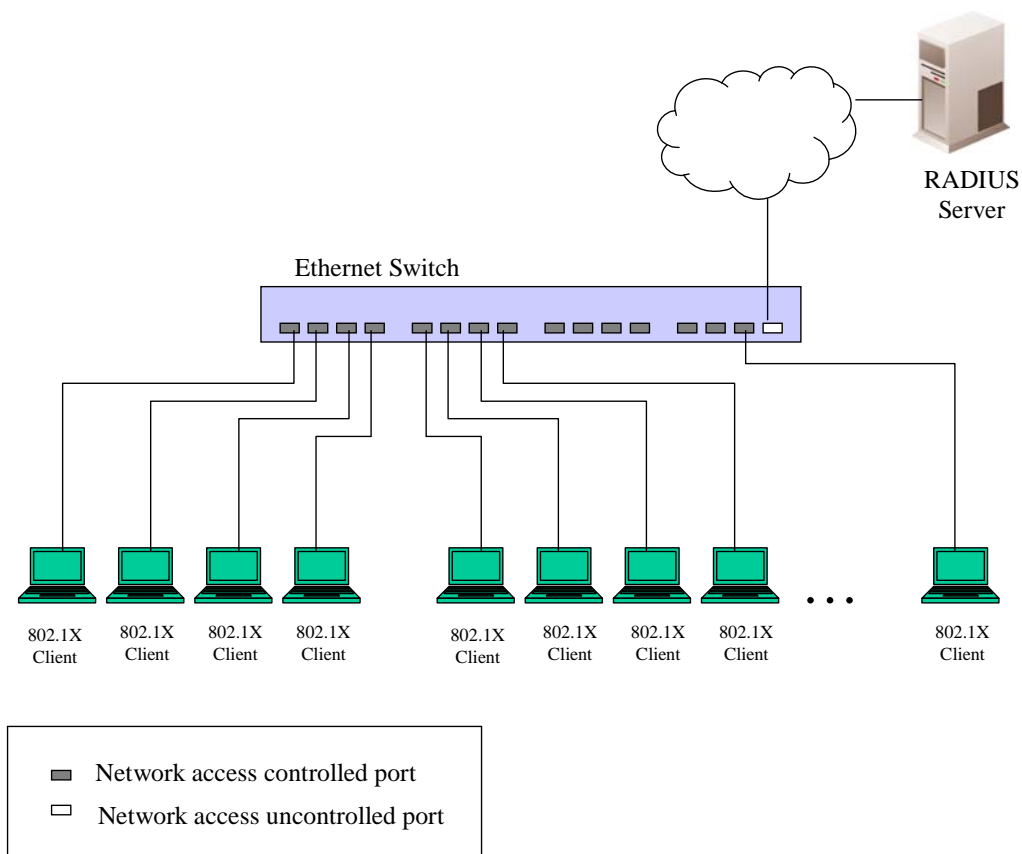 RADIUS
Server
Ethernet Switch
802.1X
Client
802.1X
Client
802.1X
Client
802.1X
Client
802.1X
Client
802.1X
Client
802.1X
Client
802.1X
Client
• • •
802.1X
Client
Network access controlled port
Network access uncontrolled port